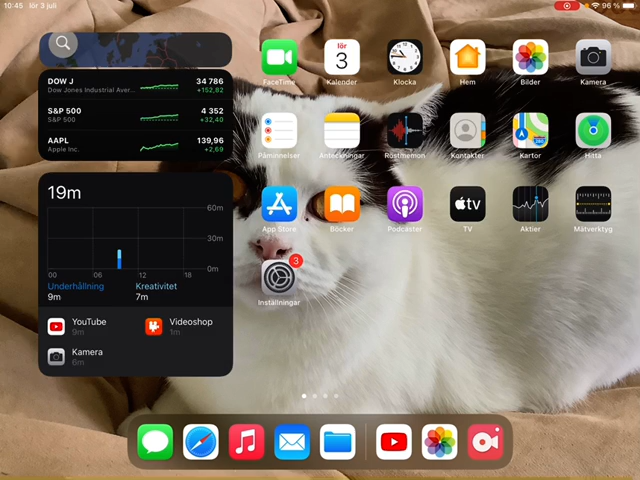 10:45 lör 3 juli
96 %
DOW J 34 786
Dow Jones Industrial Aver... +152,82
S&P 500 4 352
S&P 500 +32,40
AAPL 139,96
Apple Inc. +2,69
19m
60m
30m
0m
00 06 12 18
Underhållning Kreativitet
9m 7m
YouTube Videoshop
9m 1m
Kamera
6m
lör
3
FaceTime Kalender Klocka Hem Bilder Kamera
280
Påminnelser Anteckningar Röstmemon Kontakter Kartor Hitta
tv
App Store Böcker Podcaster TV Aktier Mätverktyg
3
Inställningar